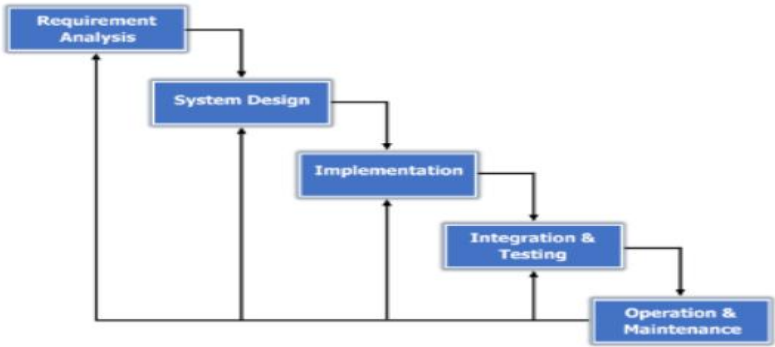 Requirement
Analysis
System Design
Implementation
Integration &
Testing
Operation &
Maintenance